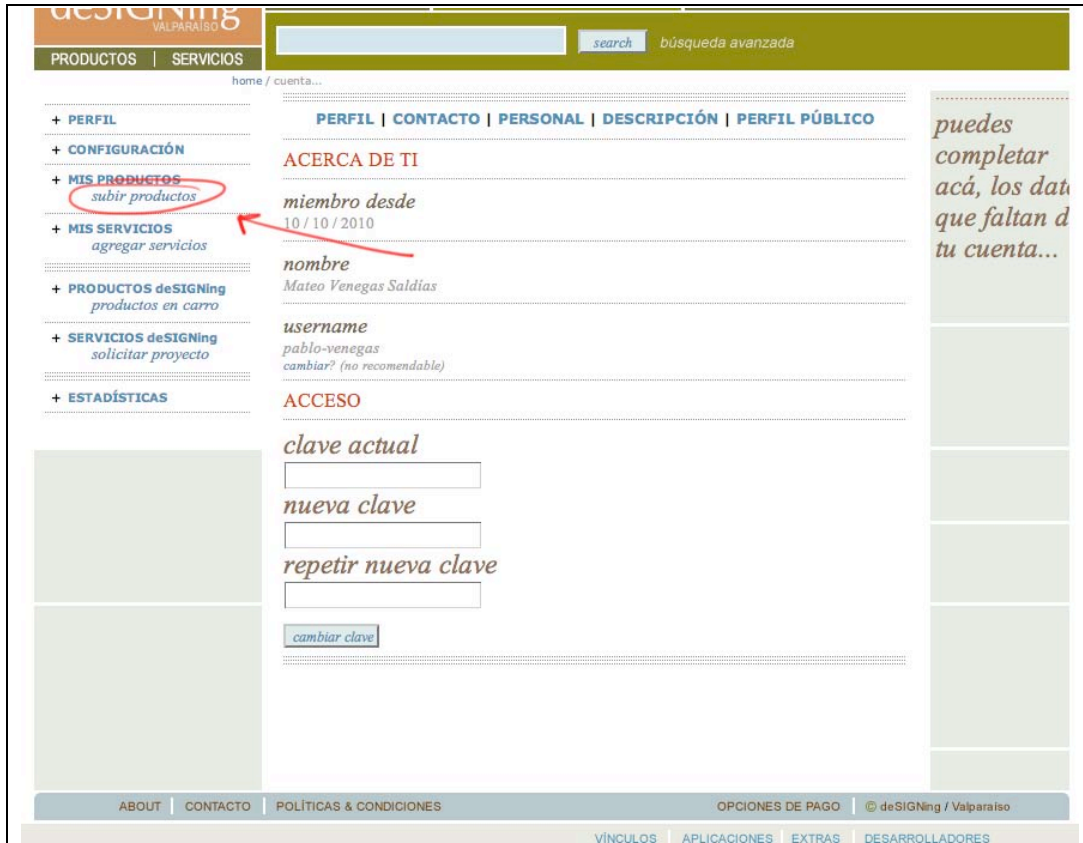 deSIGNing
VALPARAÍSO
PRODUCTOS | SERVICIOS
search búsqueda avanzada
home / cuenta...
+ PERFIL
+ CONFIGURACIÓN
+ MIS PRODUCTOS
subir productos
+ MIS SERVICIOS
agregar servicios
+ PRODUCTOS deSIGNing
productos en carro
+ SERVICIOS deSIGNing
solicitar proyecto
+ ESTADÍSTICAS
PERFIL | CONTACTO | PERSONAL | DESCRIPCIÓN | PERFIL PÚBLICO
ACERCA DE TI
miembro desde
10 / 10 / 2010
nombre
Mateo Venegas Saldías
username
pablo-venegas
cambiar? (no recomendable)
ACCESO
clave actual
nueva clave
repetir nueva clave
cambiar clave
puedes
completar
acá, los dato
que faltan d
tu cuenta...
ABOUT | CONTACTO | POLÍTICAS & CONDICIONES OPCIONES DE PAGO | © deSIGNing / Valparaíso
VÍNCULOS | APLICACIONES | EXTRAS | DESARROLLADORES